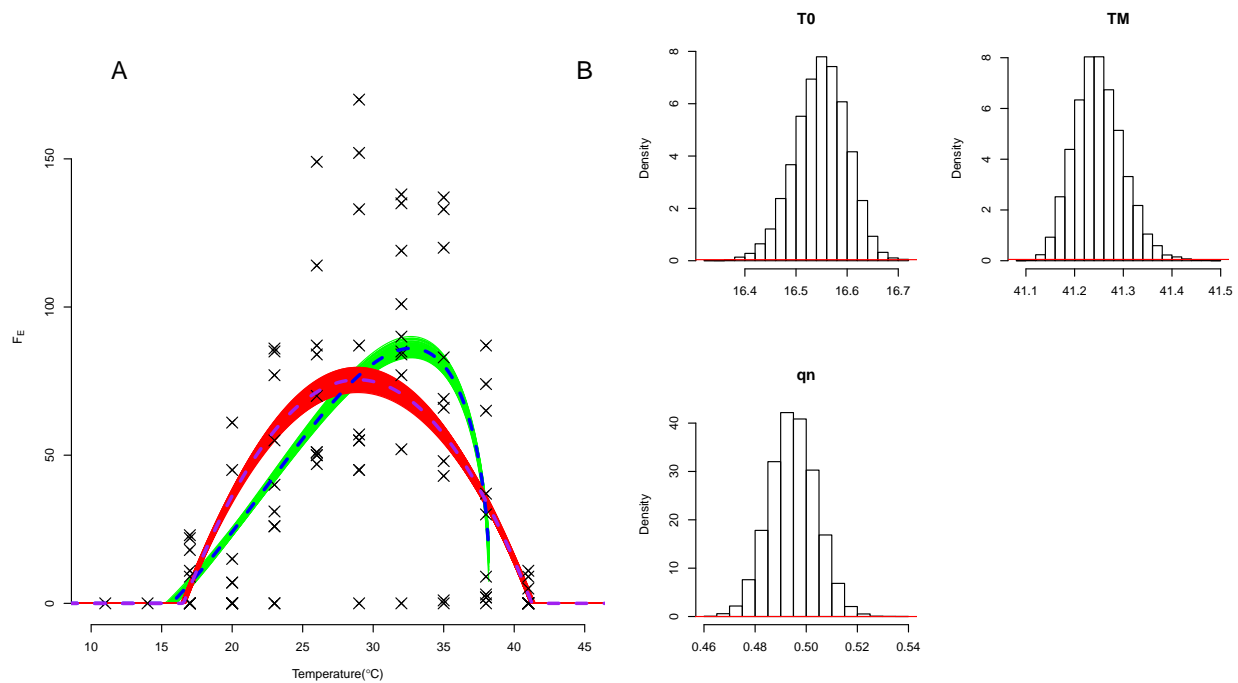 A
B
150
100
50
0
F_E
10 15 20 25 30 35 40 45
Temperature(°C)
T0
8
6
4
2
0
Density
16.4 16.5 16.6 16.7
TM
8
6
4
2
0
Density
41.1 41.2 41.3 41.4 41.5
qn
40
30
20
10
0
Density
0.46 0.48 0.50 0.52 0.54